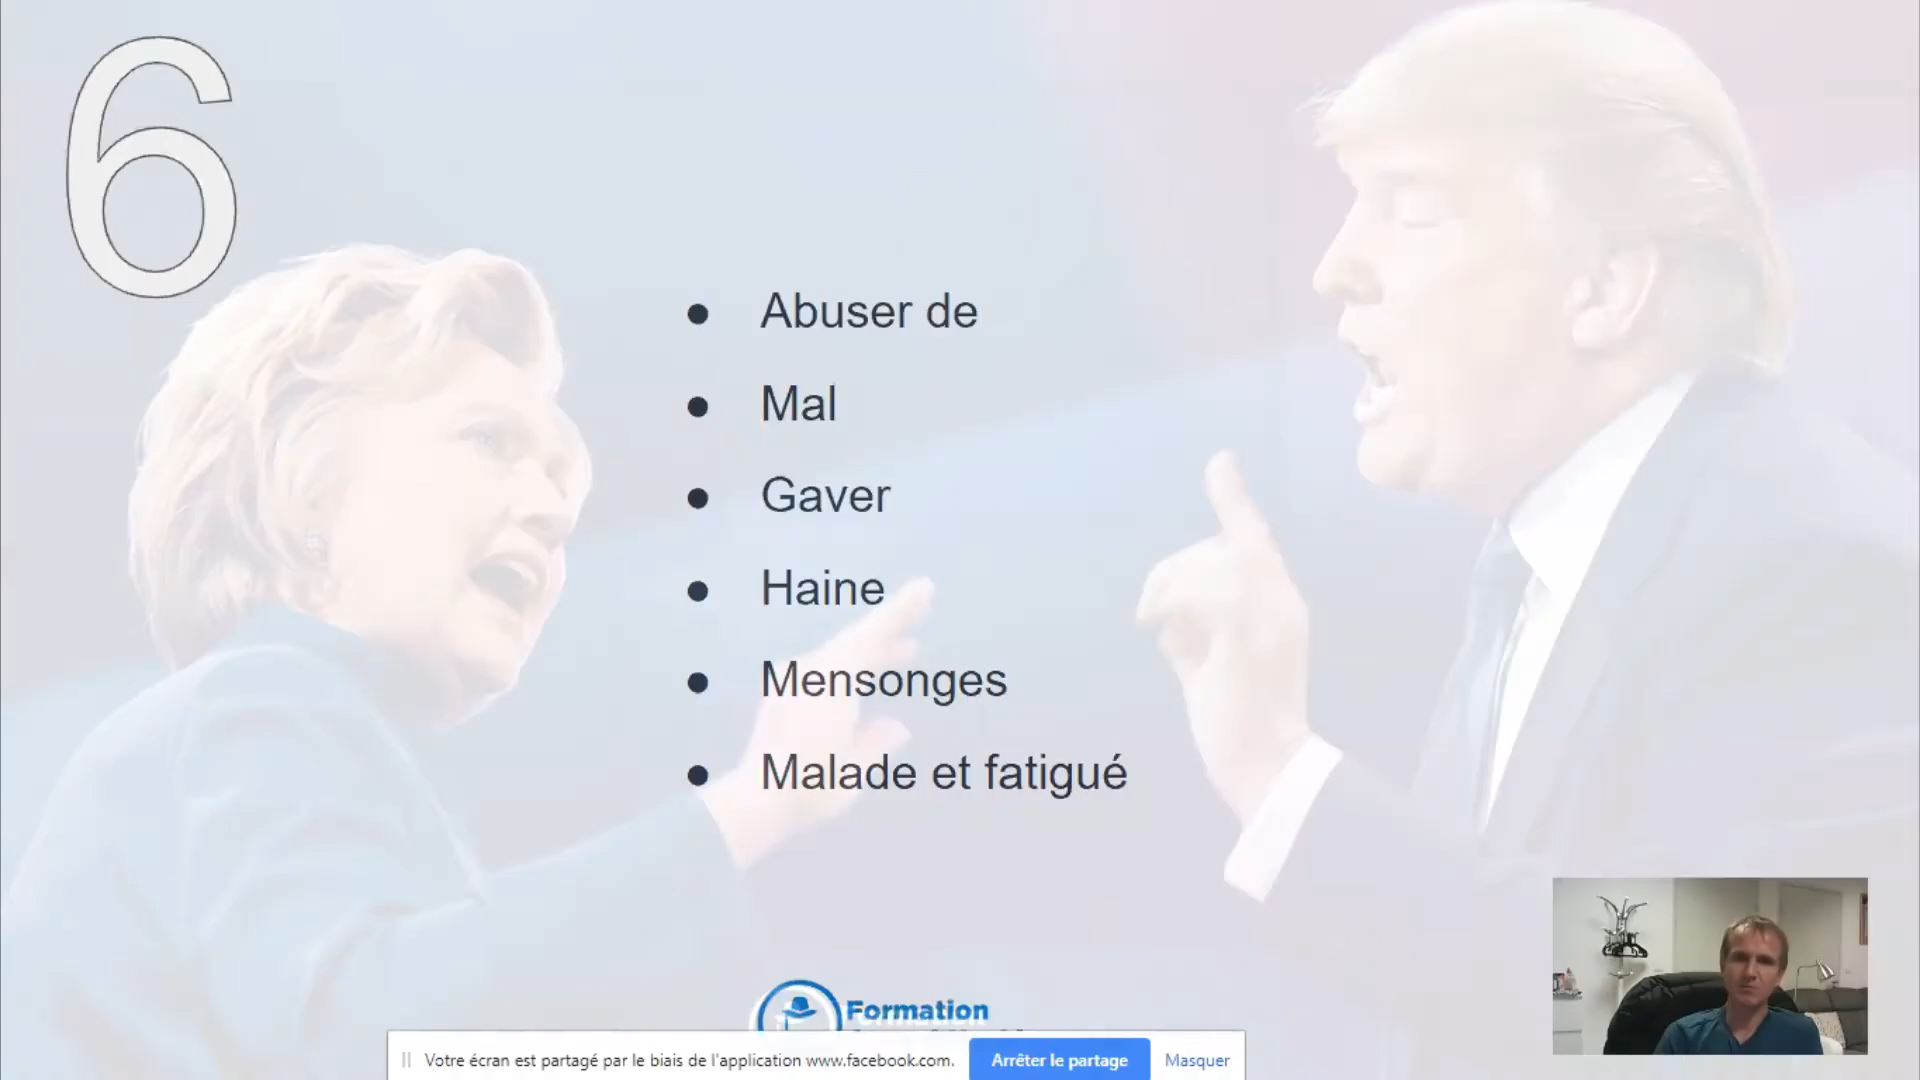 6
● Abuser de
● Mal
● Gaver
● Haine
● Mensonges
● Malade et fatigué
Formation
Votre écran est partagé par le biais de l'application www.facebook.com. Arrêter le partage Masquer